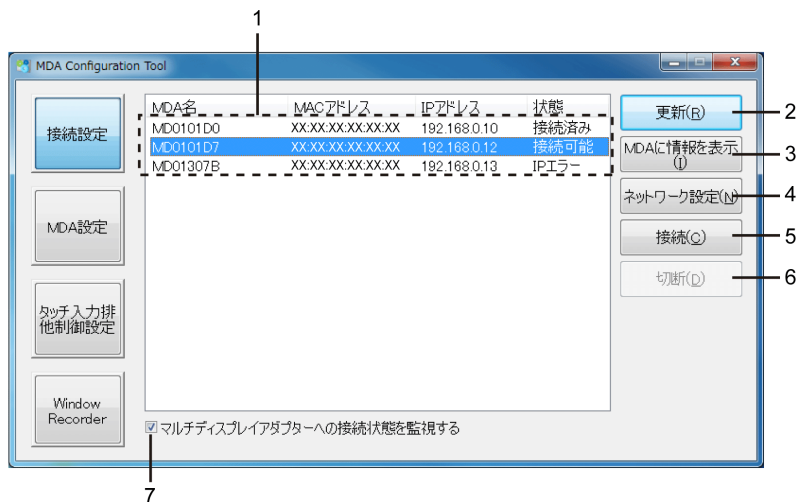 1
MDA Configuration Tool
接続設定
MDA設定
タッチ入力排
他制御設定
Window
Recorder
MDA名 MACアドレス IPアドレス 状態
MD0101D0 XX:XX:XX:XX:XX:XX 192.168.0.10 接続済み
MD0101D7 XX:XX:XX:XX:XX:XX 192.168.0.12 接続可能
MD01307B XX:XX:XX:XX:XX:XX 192.168.0.13 IPエラー
マルチディスプレイアダプターへの接続状態を監視する
更新(R) 2
MDAに情報を表示
(I) 3
ネットワーク設定(N) 4
接続(C) 5
切断(D) 6
7